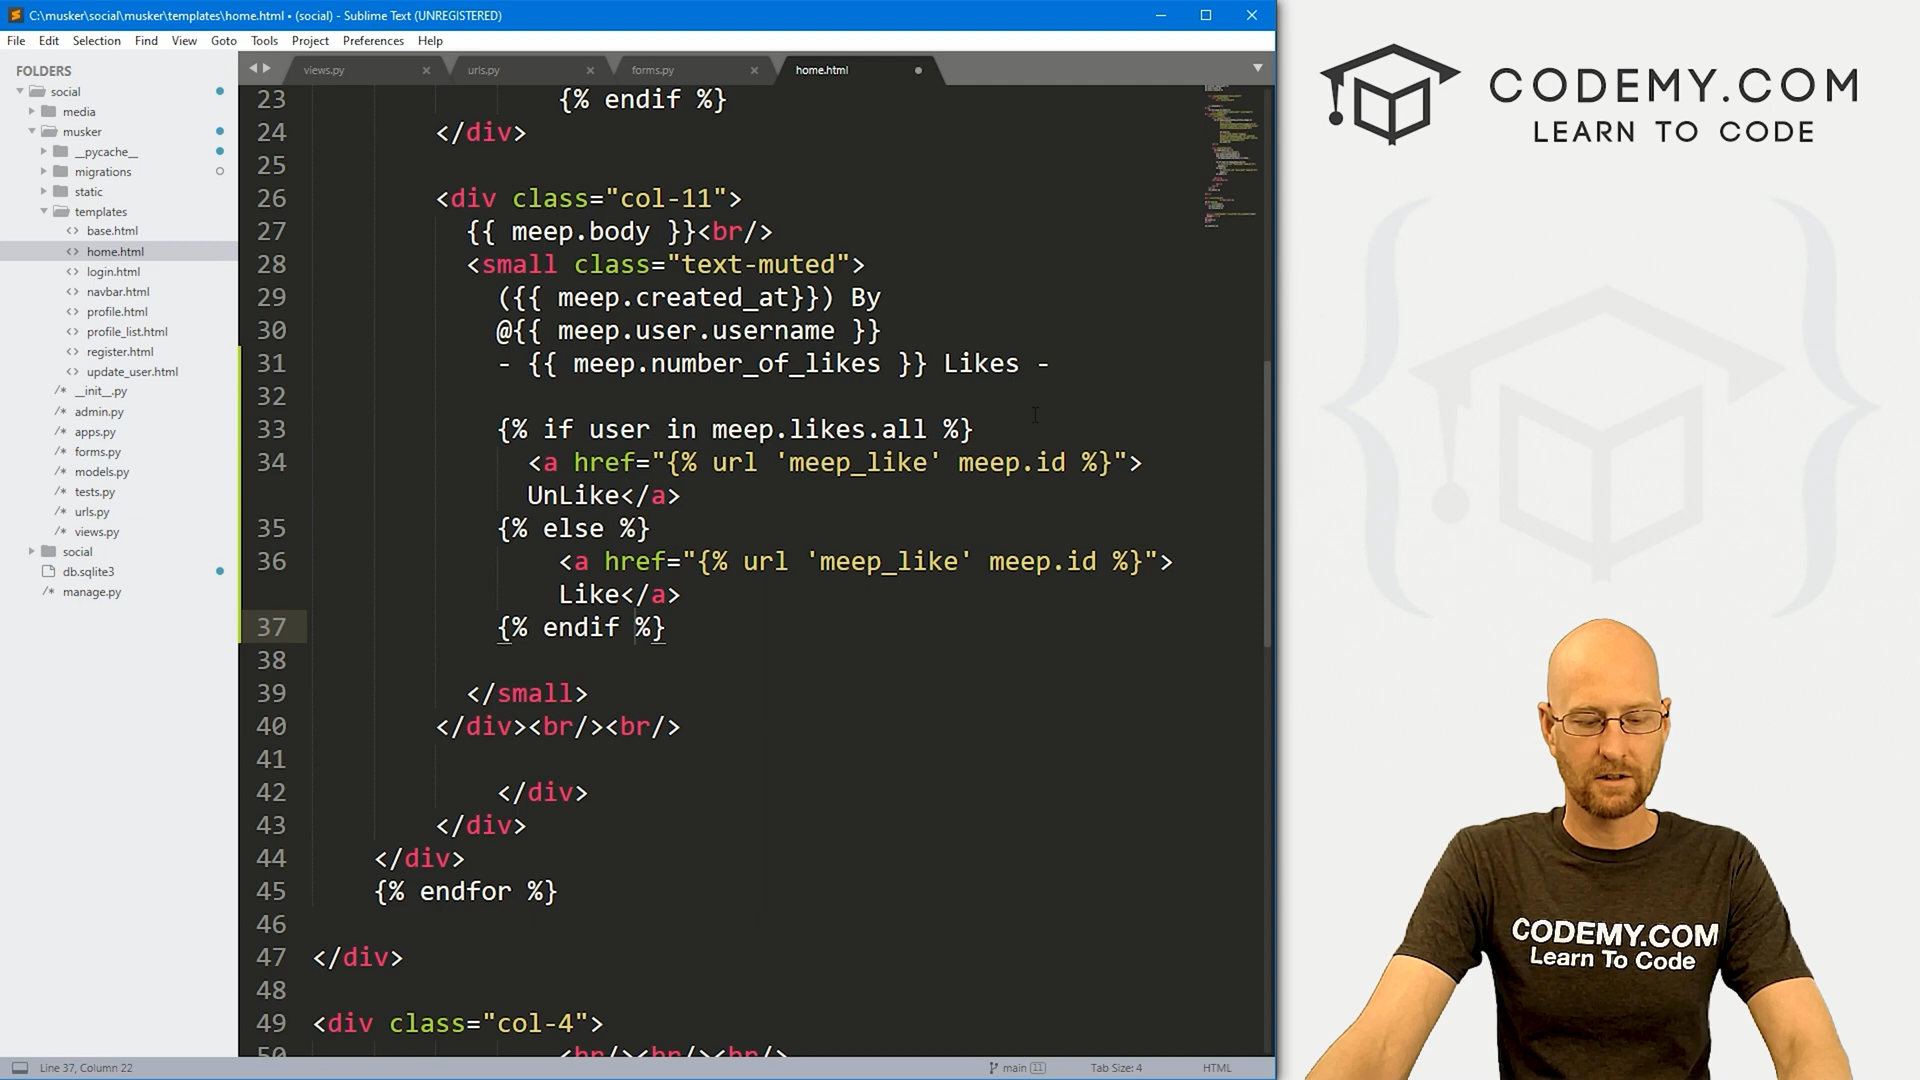 C:\musker\social\musker\templates\home.html • (social) - Sublime Text (UNREGISTERED)
File Edit Selection Find View Goto Tools Project Preferences Help
FOLDERS
social
media
musker
__pycache__
migrations
static
templates
<> base.html
<> home.html
<> login.html
<> navbar.html
<> profile.html
<> profile_list.html
<> register.html
<> update_user.html
/* __init__.py
/* admin.py
/* apps.py
/* forms.py
/* models.py
/* tests.py
/* urls.py
/* views.py
social
db.sqlite3
/* manage.py
views.py × urls.py × forms.py × home.html
23 {% endif %}
24 </div>
25
26 <div class="col-11">
27 {{ meep.body }}<br/>
28 <small class="text-muted">
29 ({{ meep.created_at}}) By
30 @{{ meep.user.username }}
31 - {{ meep.number_of_likes }} Likes -
32
33 {% if user in meep.likes.all %}
34 <a href="{% url 'meep_like' meep.id %}">
UnLike</a>
35 {% else %}
36 <a href="{% url 'meep_like' meep.id %}">
Like</a>
37 {% endif %}
38
39 </small>
40 </div><br/><br/>
41
42 </div>
43 </div>
44 </div>
45 {% endfor %}
46
47 </div>
48
49 <div class="col-4">
50 <br/><br/><br/>
Line 37, Column 22
main 11
Tab Size: 4
HTML
CODEMY.COM
LEARN TO CODE
CODEMY.COM
Learn To Code